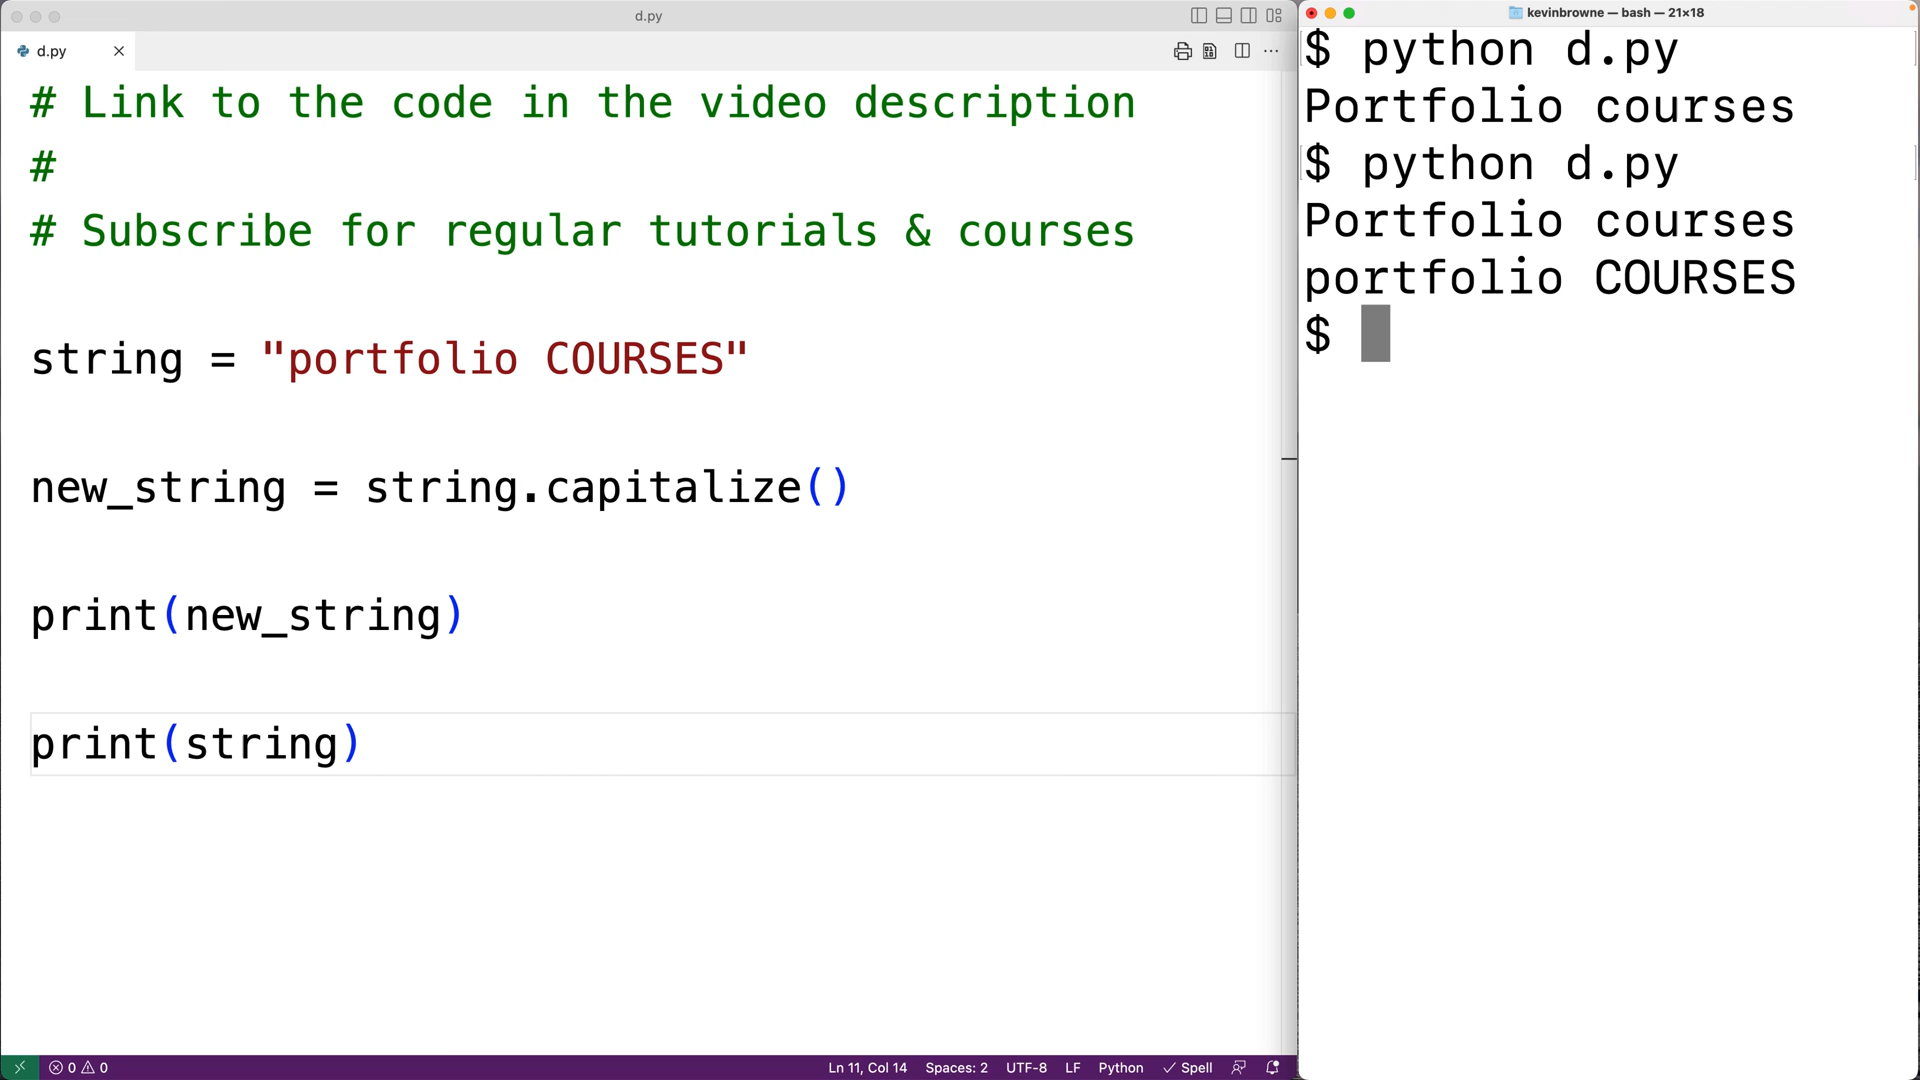 d.py
d.py
# Link to the code in the video description
#
# Subscribe for regular tutorials & courses
string = "portfolio COURSES"
new_string = string.capitalize()
print(new_string)
print(string)
0 0
Ln 11, Col 14
Spaces: 2
UTF-8
LF
Python
Spell
kevinbrowne — bash — 21×18
$ python d.py
Portfolio courses
$ python d.py
Portfolio courses
portfolio COURSES
$